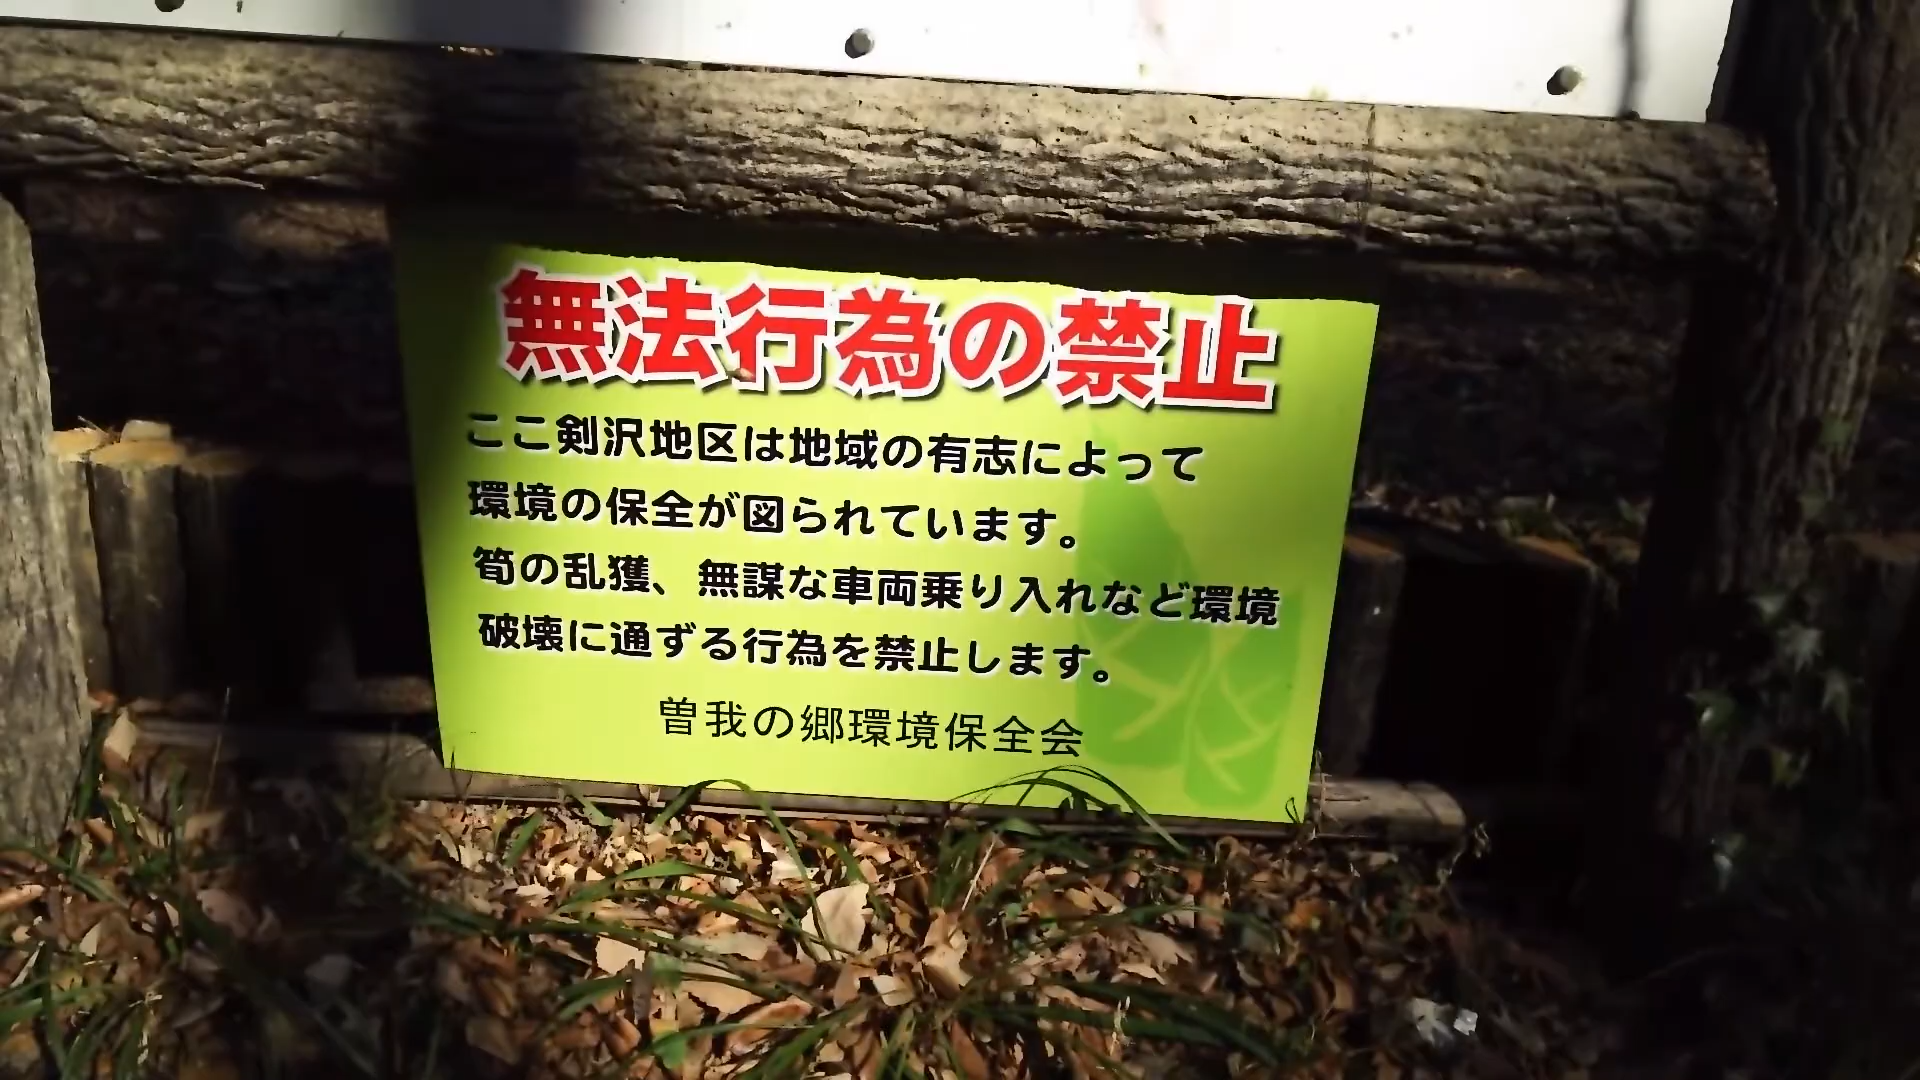 無法行為の禁止
ここ剣沢地区は地域の有志によって
環境の保全が図られています。
筍の乱獲、無謀な車両乗り入れなど環境
破壊に通ずる行為を禁止します。
曽我の郷環境保全会